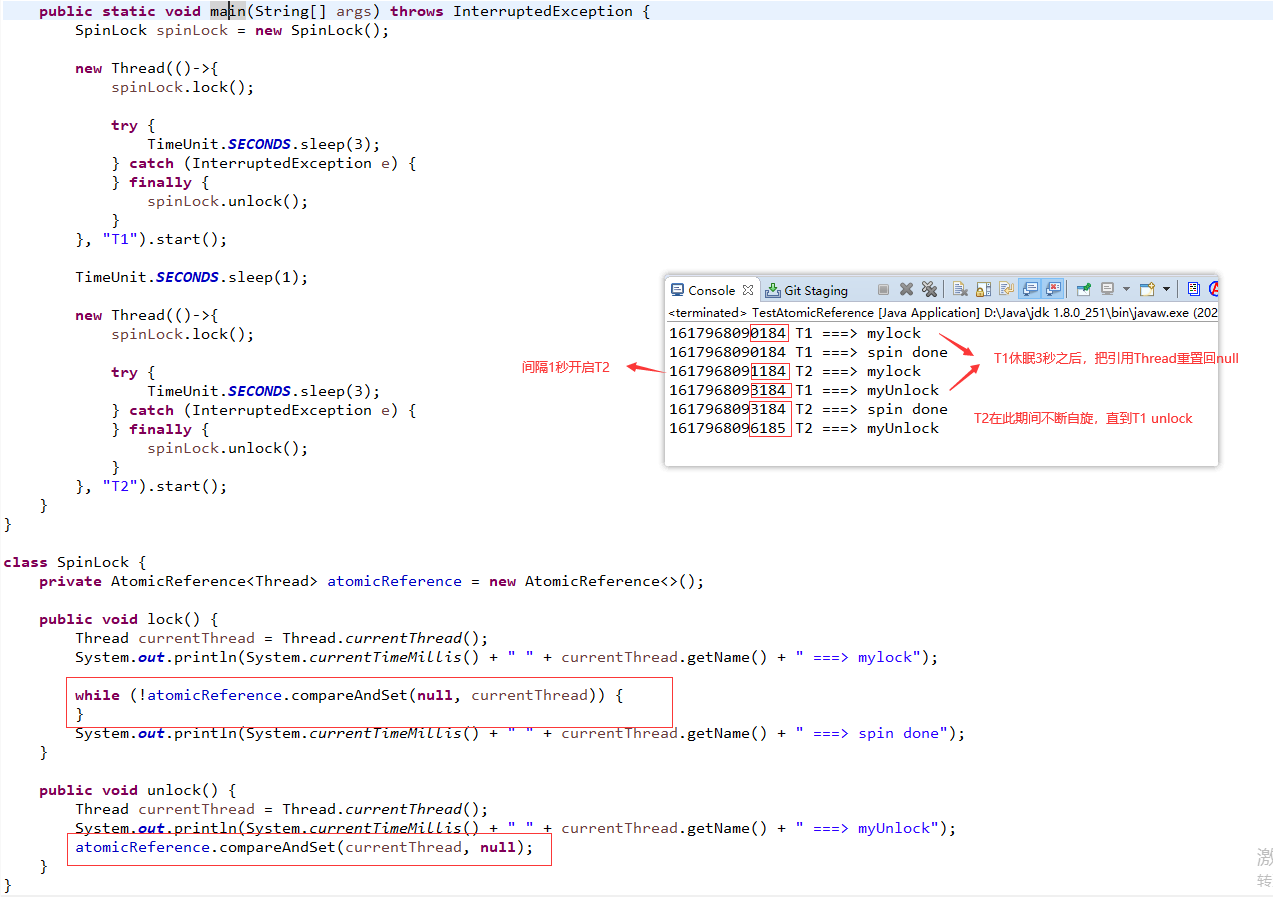 public static void main(String[] args) throws InterruptedException {
SpinLock spinLock = new SpinLock();
new Thread(()->{
spinLock.lock();
try {
TimeUnit.SECONDS.sleep(3);
} catch (InterruptedException e) {
} finally {
spinLock.unlock();
}
}, "T1").start();
TimeUnit.SECONDS.sleep(1);
new Thread(()->{
spinLock.lock();
try {
TimeUnit.SECONDS.sleep(3);
} catch (InterruptedException e) {
} finally {
spinLock.unlock();
}
}, "T2").start();
}
}
Console Git Staging
<terminated> TestAtomicReference [Java Application] D:\Java\jdk 1.8.0_251\bin\javaw.exe (202
1617968090184 T1 ===> mylock
1617968090184 T1 ===> spin done
1617968091184 T2 ===> mylock
1617968093184 T1 ===> myUnlock
1617968093184 T2 ===> spin done
1617968096185 T2 ===> myUnlock
间隔1秒开启T2
T1休眠3秒之后，把引用Thread重置回null
T2在此期间不断自旋，直到T1 unlock
class SpinLock {
private AtomicReference<Thread> atomicReference = new AtomicReference<>();
public void lock() {
Thread currentThread = Thread.currentThread();
System.out.println(System.currentTimeMillis() + " " + currentThread.getName() + " ===> mylock");
while (!atomicReference.compareAndSet(null, currentThread)) {
}
System.out.println(System.currentTimeMillis() + " " + currentThread.getName() + " ===> spin done");
}
public void unlock() {
Thread currentThread = Thread.currentThread();
System.out.println(System.currentTimeMillis() + " " + currentThread.getName() + " ===> myUnlock");
atomicReference.compareAndSet(currentThread, null);
}
}
激
转